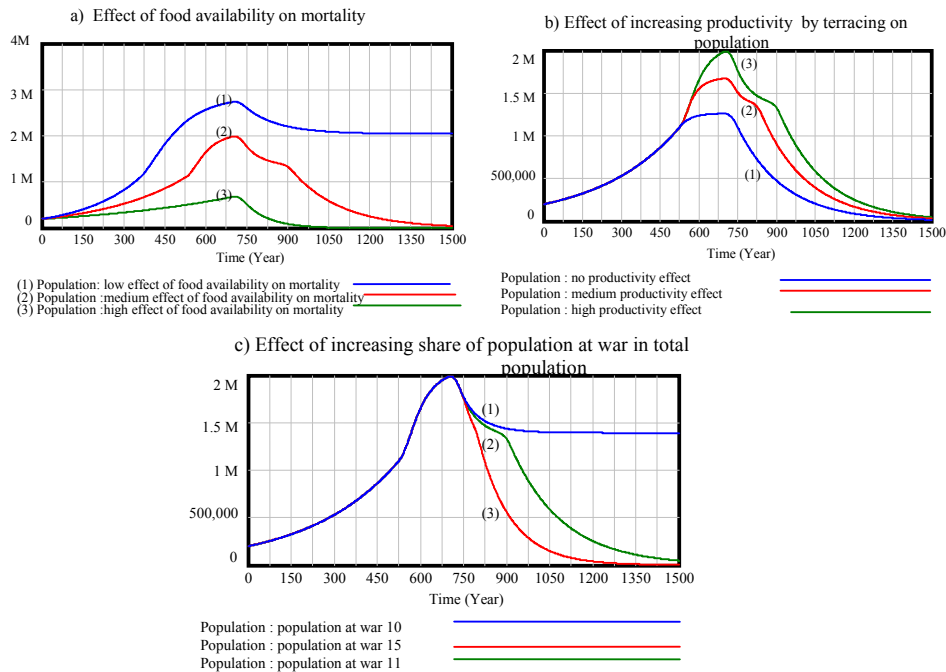 a) Effect of food availability on mortality
4M
3 M
2 M
1 M
0
(1)
(2)
(3)
0 150 300 450 600 750 900 1050 1200 1350 1500
Time (Year)
(1) Population : low effect of food availability on mortality
(2) Population :medium effect of food availability on mortality
(3) Population :high effect of food availability on mortality
b) Effect of increasing productivity by terracing on
population
2 M
1.5 M
1 M
500,000
0
(3)
(2)
(1)
0 150 300 450 600 750 900 1050 1200 1350 1500
Time (Year)
Population : no productivity effect
Population : medium productivity effect
Population : high productivity effect
c) Effect of increasing share of population at war in total
population
2 M
1.5 M
1 M
500,000
0
(1)
(2)
(3)
0 150 300 450 600 750 900 1050 1200 1350 1500
Time (Year)
Population : population at war 10
Population : population at war 15
Population : population at war 11